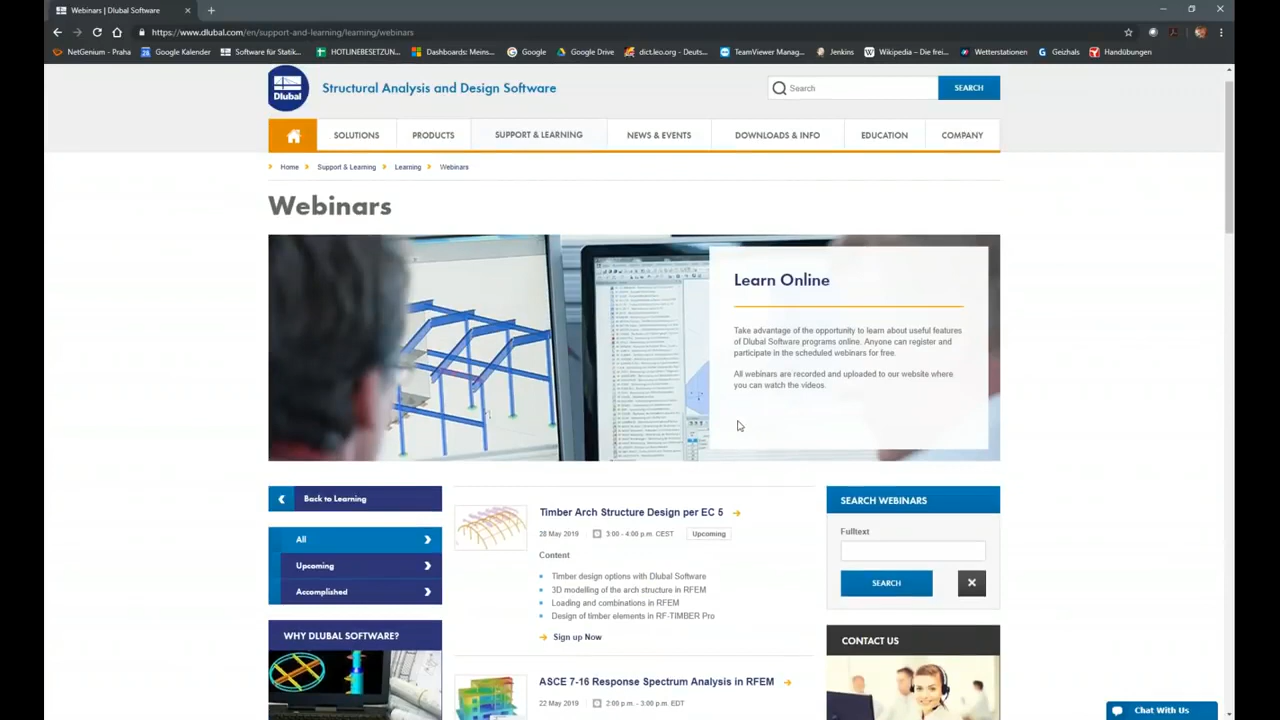 Webinars | Dlubal Software
https://www.dlubal.com/en/support-and-learning/learning/webinars
NetGenium - Praha
Google Kalender
Software für Statik...
HOTLINEBESETZUN...
Dashboards: Meins...
Google
Google Drive
dict.leo.org - Deuts...
TeamViewer Manag...
Jenkins
Wikipedia – Die frei...
Wetterstationen
Geizhals
Handübungen
Dlubal
Structural Analysis and Design Software
Search
SEARCH
SOLUTIONS
PRODUCTS
SUPPORT & LEARNING
NEWS & EVENTS
DOWNLOADS & INFO
EDUCATION
COMPANY
Home
Support & Learning
Learning
Webinars
Webinars
Learn Online
Take advantage of the opportunity to learn about useful features
of Dlubal Software programs online. Anyone can register and
participate in the scheduled webinars for free.
All webinars are recorded and uploaded to our website where
you can watch the videos.
Back to Learning
All
Upcoming
Accomplished
WHY DLUBAL SOFTWARE?
Timber Arch Structure Design per EC 5
28 May 2019
3:00 - 4:00 p.m. CEST
Upcoming
Content
Timber design options with Dlubal Software
3D modelling of the arch structure in RFEM
Loading and combinations in RFEM
Design of timber elements in RF-TIMBER Pro
Sign up Now
ASCE 7-16 Response Spectrum Analysis in RFEM
22 May 2019
2:00 p.m. - 3:00 p.m. EDT
SEARCH WEBINARS
Fulltext
SEARCH
CONTACT US
Chat With Us